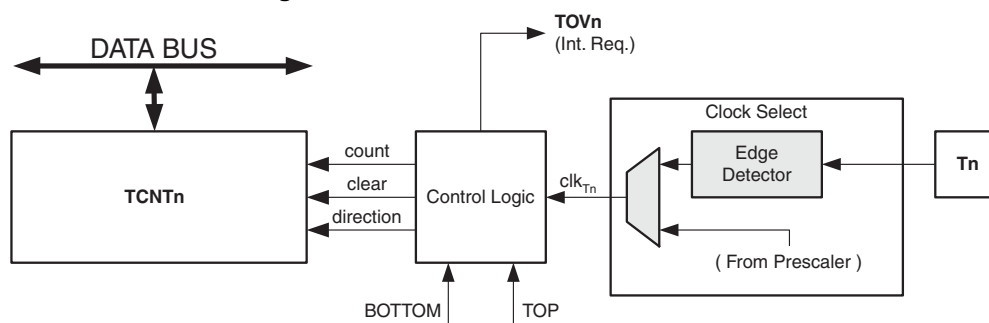 TOVn
(Int. Req.)
DATA BUS
Clock Select
count
Edge
Detector
Tn
TCNTn
clear
Control Logic
clkTn
direction
( From Prescaler )
BOTTOM
TOP